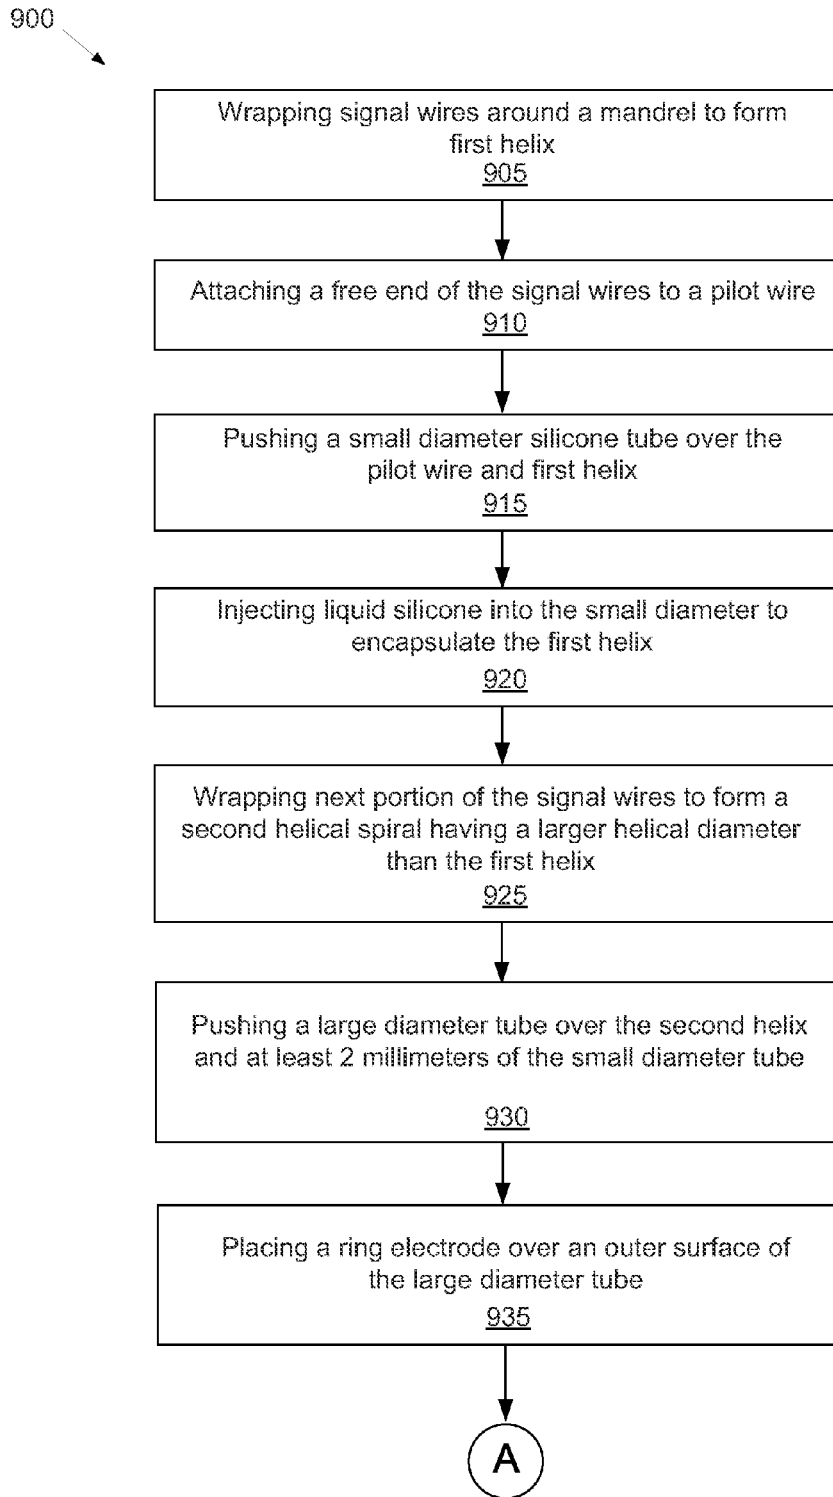 900
Wrapping signal wires around a mandrel to form
first helix
905
Attaching a free end of the signal wires to a pilot wire
910
Pushing a small diameter silicone tube over the
pilot wire and first helix
915
Injecting liquid silicone into the small diameter to
encapsulate the first helix
920
Wrapping next portion of the signal wires to form a
second helical spiral having a larger helical diameter
than the first helix
925
Pushing a large diameter tube over the second helix
and at least 2 millimeters of the small diameter tube
930
Placing a ring electrode over an outer surface of
the large diameter tube
935
A